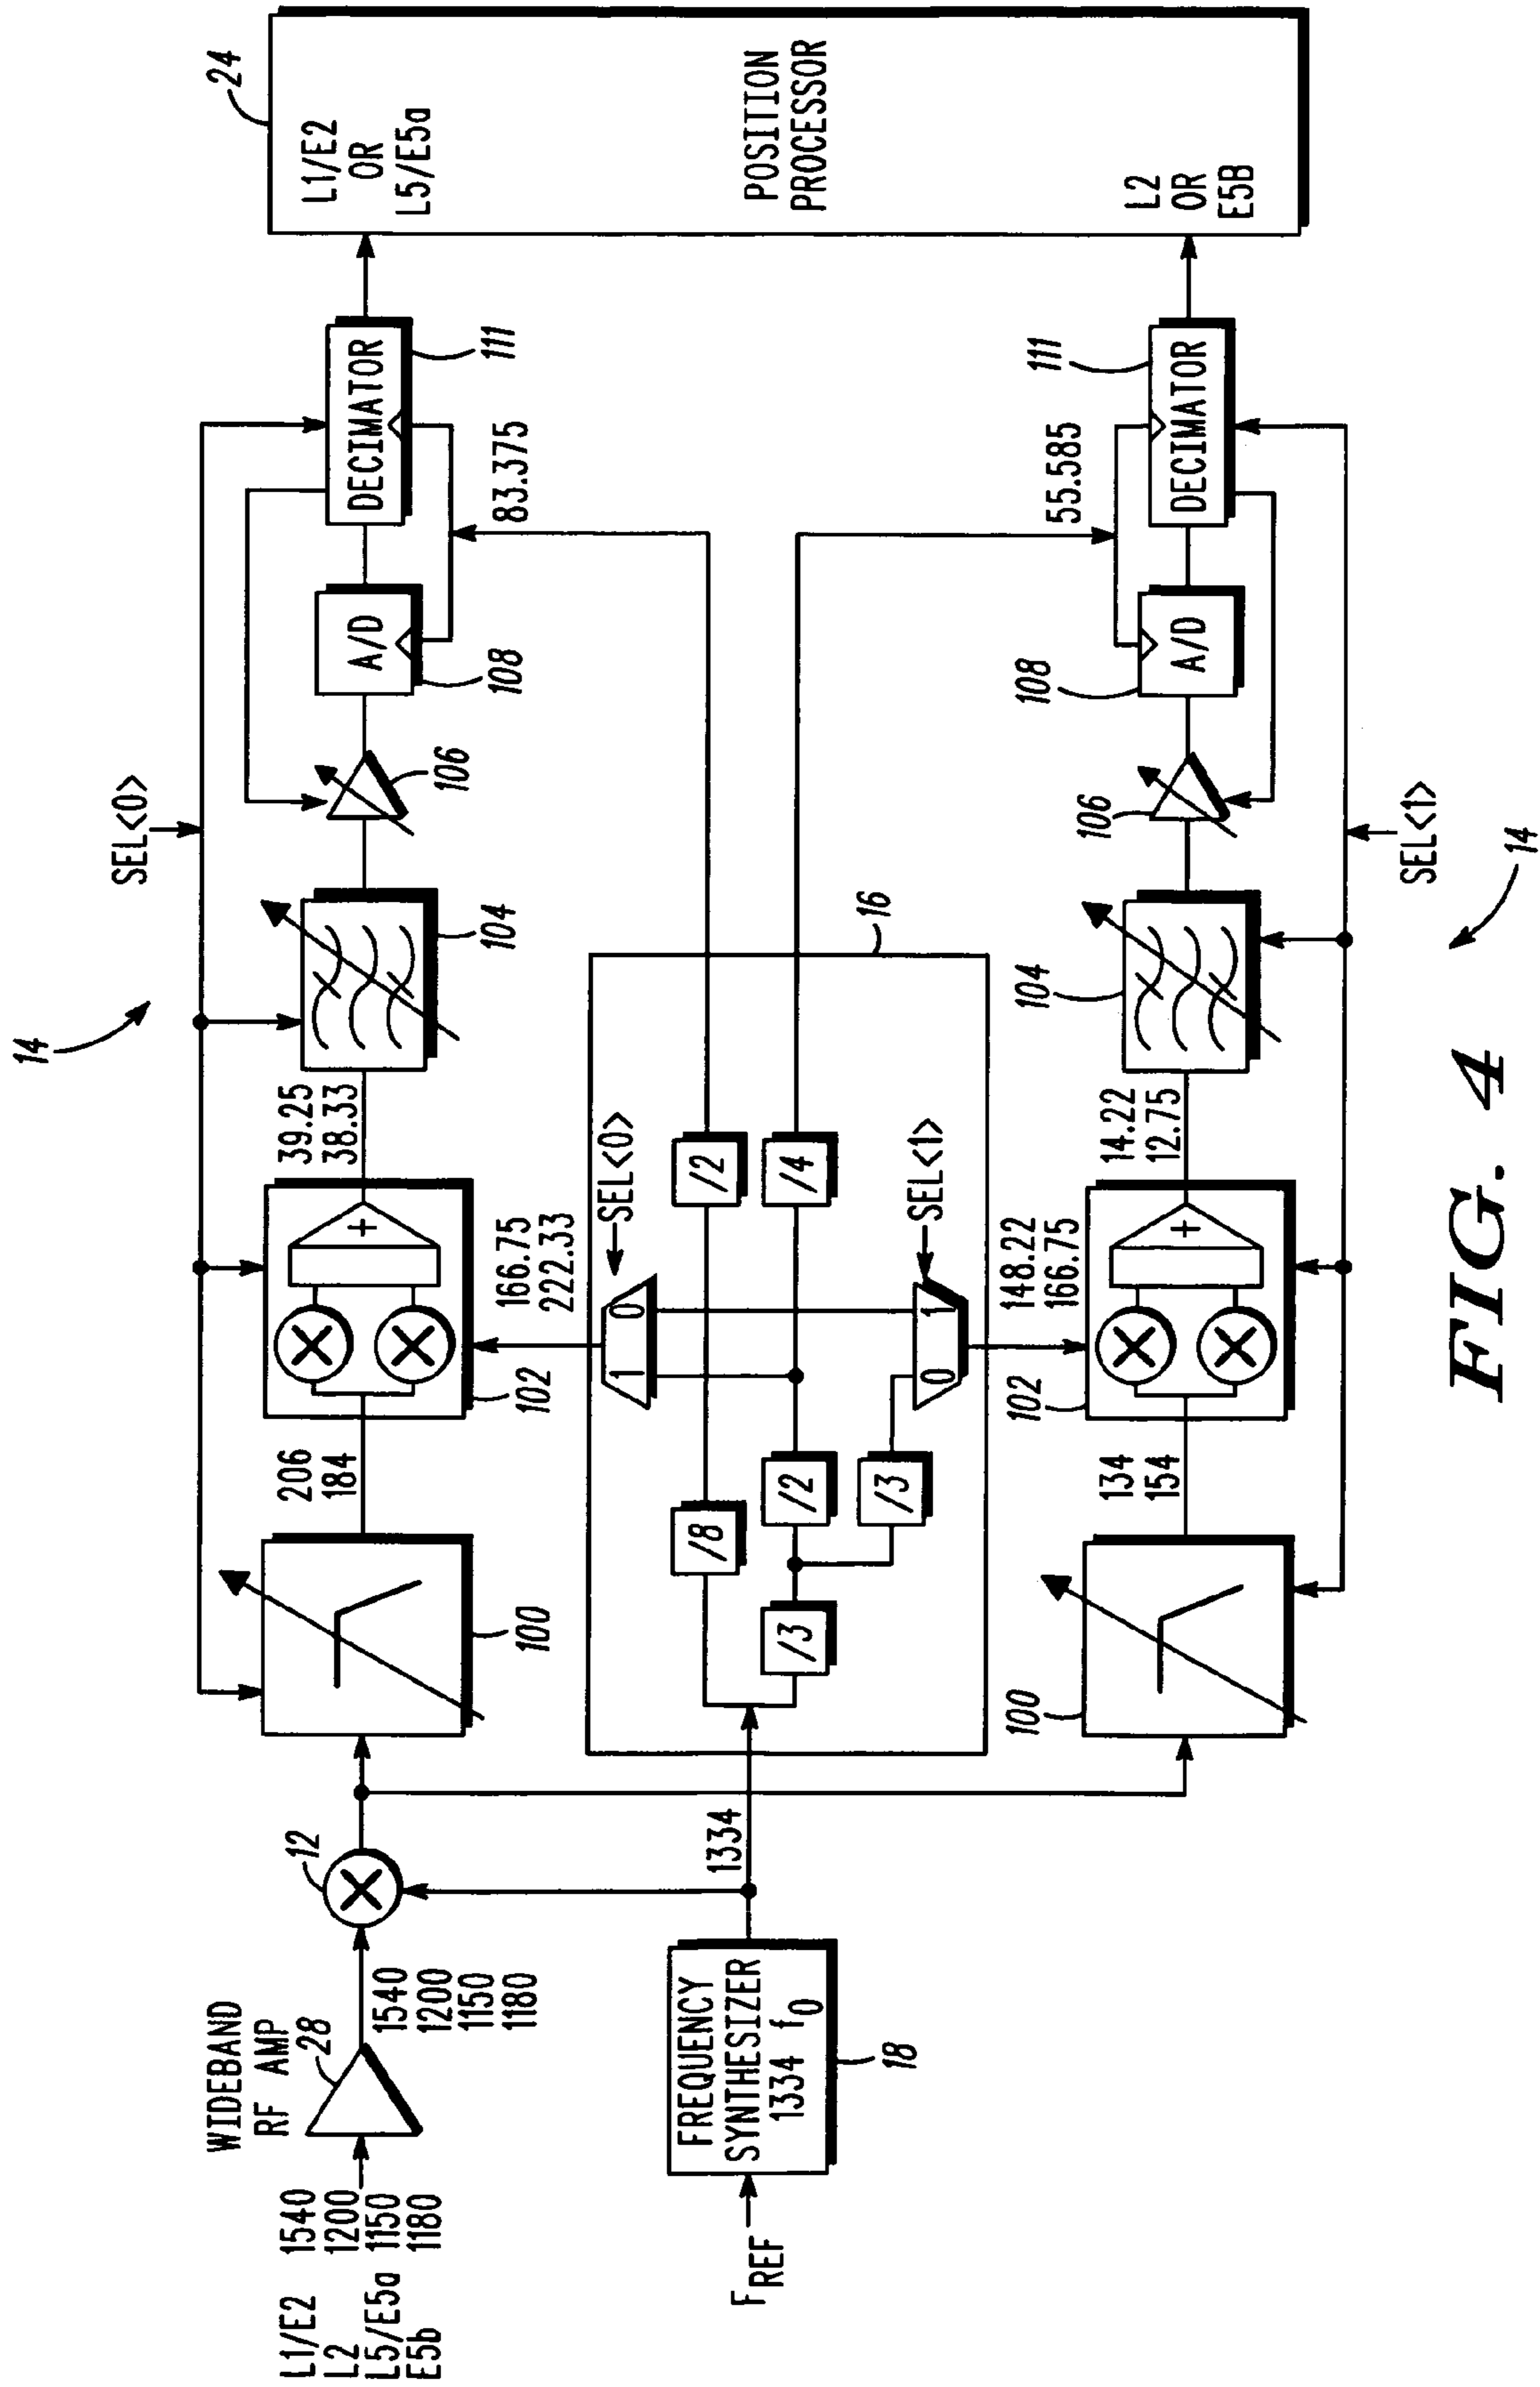 14
SEL<0>
L1/E2 1540
L2 1200
L5/E5a 1150
E5b 1180
WIDEBAND
RF AMP
28
1540
1200
1150
1180
12
100
206
184
102
39.25
38.33
104
106
A/D
108
DECIMATOR
111
83.375
24
L1/E2
OR
L5/E5a
POSITION
PROCESSOR
L2
OR
E5B
FREF
FREQUENCY
SYNTHESIZER
1334 f0
18
1334
16
/8
/3
/2
/3
/2
/4
1 0
SEL<0>
166.75
222.33
0 1
SEL<1>
148.22
166.75
55.585
100
134
154
102
+
+
14.22
12.75
104
106
A/D
108
DECIMATOR
111
SEL<1>
14
FIG. 4